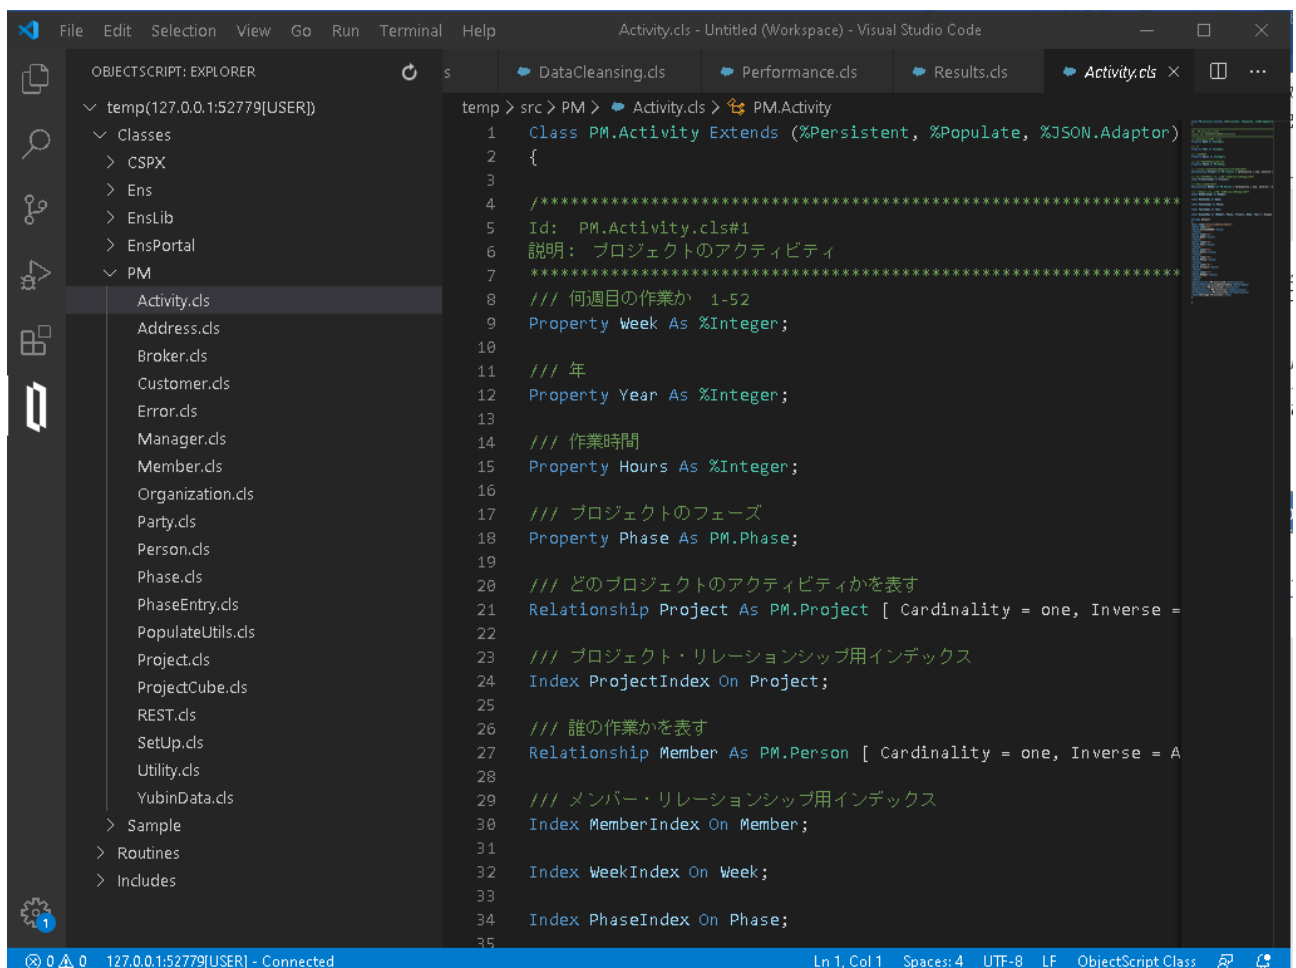 File Edit Selection View Go Run Terminal Help Activity.cls - Untitled (Workspace) - Visual Studio Code
OBJECTSCRIPT: EXPLORER
s DataCleansing.cls Performance.cls Results.cls Activity.cls
temp(127.0.0.1:52779[USER])
Classes
CSPX
Ens
EnsLib
EnsPortal
PM
Activity.cls
Address.cls
Broker.cls
Customer.cls
Error.cls
Manager.cls
Member.cls
Organization.cls
Party.cls
Person.cls
Phase.cls
PhaseEntry.cls
PopulateUtils.cls
Project.cls
ProjectCube.cls
REST.cls
SetUp.cls
Utility.cls
YubinData.cls
Sample
Routines
Includes
temp > src > PM > Activity.cls > PM.Activity
1 Class PM.Activity Extends (%Persistent, %Populate, %JSON.Adaptor)
2 {
3
4 /****************************************************************
5 Id: PM.Activity.cls#1
6 説明: プロジェクトのアクティビティ
7 *****************************************************************
8 /// 何週目の作業か 1-52
9 Property Week As %Integer;
10
11 /// 年
12 Property Year As %Integer;
13
14 /// 作業時間
15 Property Hours As %Integer;
16
17 /// プロジェクトのフェーズ
18 Property Phase As PM.Phase;
19
20 /// どのプロジェクトのアクティビティかを表す
21 Relationship Project As PM.Project [ Cardinality = one, Inverse =
22
23 /// プロジェクト・リレーションシップ用インデックス
24 Index ProjectIndex On Project;
25
26 /// 誰の作業かを表す
27 Relationship Member As PM.Person [ Cardinality = one, Inverse = A
28
29 /// メンバー・リレーションシップ用インデックス
30 Index MemberIndex On Member;
31
32 Index WeekIndex On Week;
33
34 Index PhaseIndex On Phase;
35
1
0 0 127.0.0.1:52779[USER] - Connected Ln 1, Col 1 Spaces: 4 UTF-8 LF ObjectScript Class